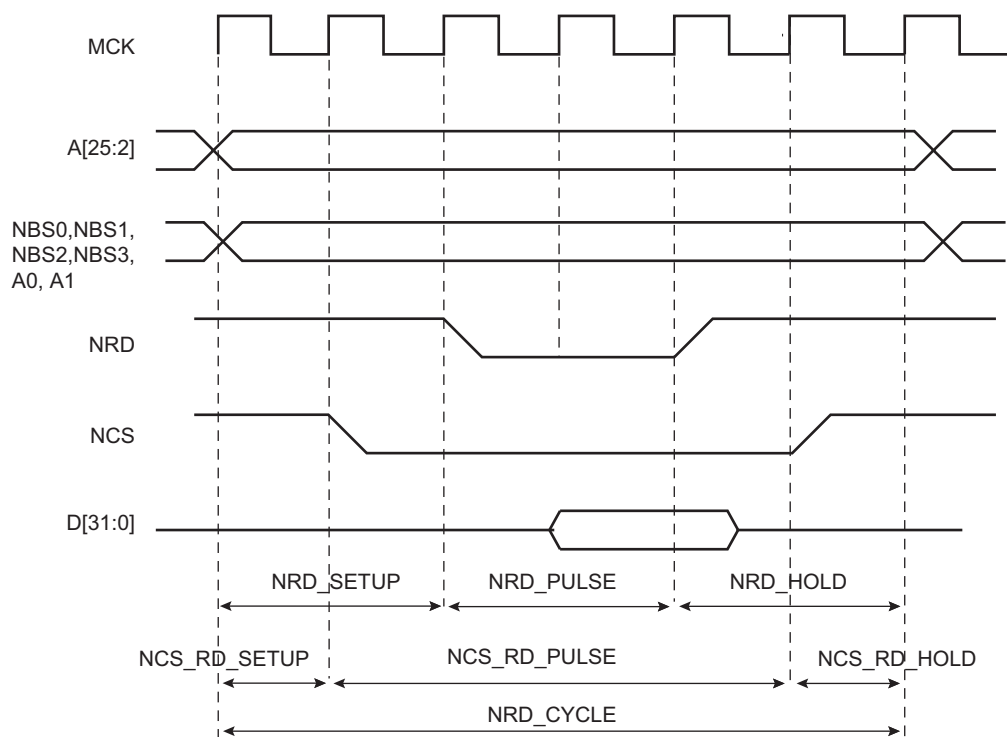 MCK
A[25:2]
NBS0,NBS1,
NBS2,NBS3,
A0, A1
NRD
NCS
D[31:0]
NRD_SETUP NRD_PULSE NRD_HOLD
NCS_RD_SETUP NCS_RD_PULSE NCS_RD_HOLD
NRD_CYCLE